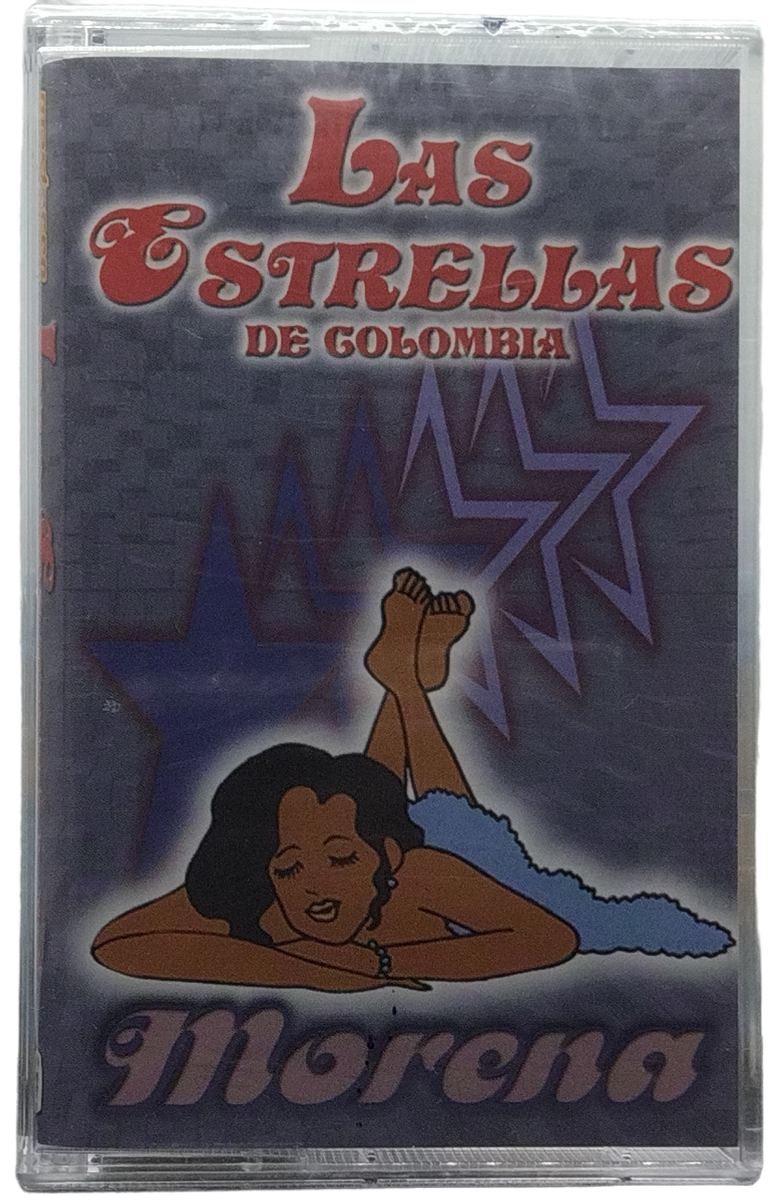 LAS
ESTRELLAS
DE COLOMBIA
Morena